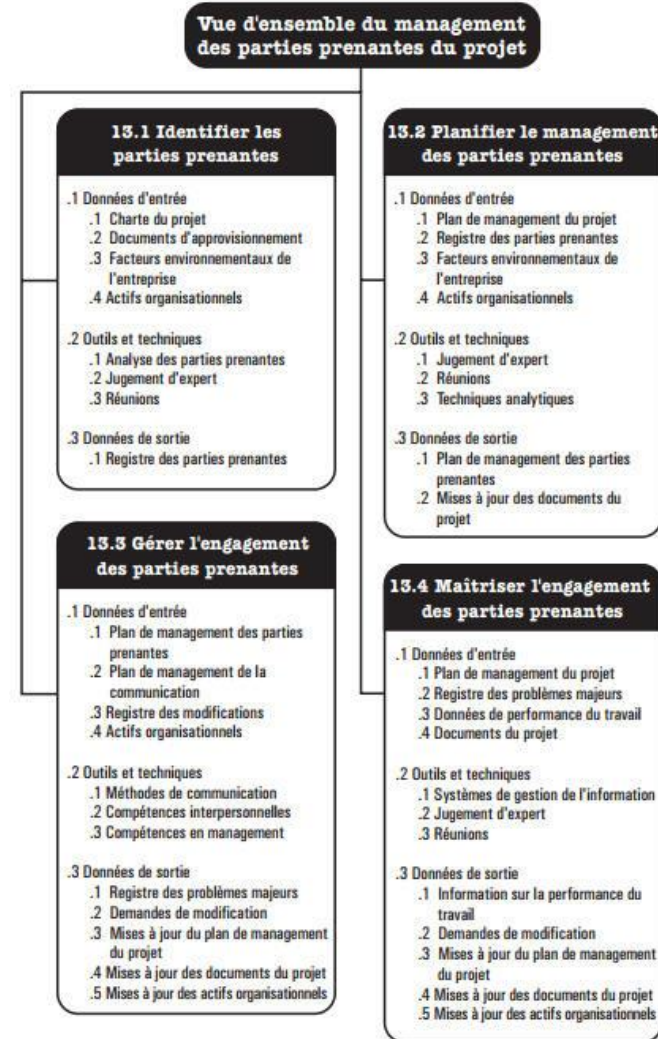 Vue d'ensemble du management
des parties prenantes du projet
13.1 Identifier les
parties prenantes
.1 Données d'entrée
.1 Charte du projet
.2 Documents d'approvisionnement
.3 Facteurs environnementaux de
l'entreprise
.4 Actifs organisationnels
.2 Outils et techniques
.1 Analyse des parties prenantes
.2 Jugement d'expert
.3 Réunions
.3 Données de sortie
.1 Registre des parties prenantes
13.2 Planifier le management
des parties prenantes
.1 Données d'entrée
.1 Plan de management du projet
.2 Registre des parties prenantes
.3 Facteurs environnementaux de
l'entreprise
.4 Actifs organisationnels
.2 Outils et techniques
.1 Jugement d'expert
.2 Réunions
.3 Techniques analytiques
.3 Données de sortie
.1 Plan de management des parties
prenantes
.2 Mises à jour des documents du
projet
13.3 Gérer l'engagement
des parties prenantes
.1 Données d'entrée
.1 Plan de management des parties
prenantes
.2 Plan de management de la
communication
.3 Registre des modifications
.4 Actifs organisationnels
.2 Outils et techniques
.1 Méthodes de communication
.2 Compétences interpersonnelles
.3 Compétences en management
.3 Données de sortie
.1 Registre des problèmes majeurs
.2 Demandes de modification
.3 Mises à jour du plan de management
du projet
.4 Mises à jour des documents du projet
.5 Mises à jour des actifs organisationnels
13.4 Maîtriser l'engagement
des parties prenantes
.1 Données d'entrée
.1 Plan de management du projet
.2 Registre des problèmes majeurs
.3 Données de performance du travail
.4 Documents du projet
.2 Outils et techniques
.1 Systèmes de gestion de l'information
.2 Jugement d'expert
.3 Réunions
.3 Données de sortie
.1 Information sur la performance du
travail
.2 Demandes de modification
.3 Mises à jour du plan de management
du projet
.4 Mises à jour des documents du projet
.5 Mises à jour des actifs organisationnels